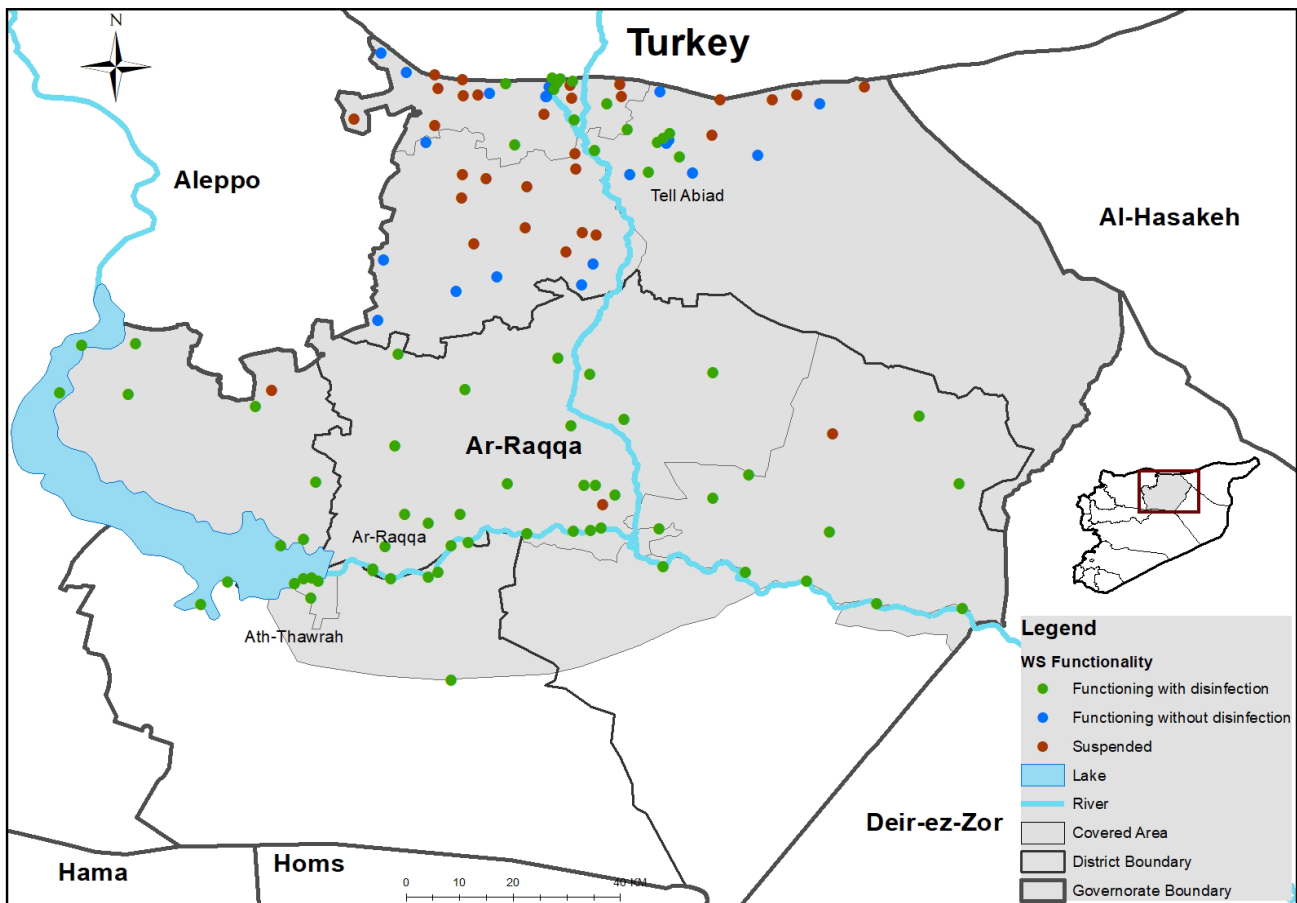 N
Turkey
Aleppo
Tell Abiad
Al-Hasakeh
Ar-Raqqa
Ar-Raqqa
Ath-Thawrah
Deir-ez-Zor
Hama
Homs
0 10 20 40 KM
Legend
WS Functionality
Functioning with disinfection
Functioning without disinfection
Suspended
Lake
River
Covered Area
District Boundary
Governorate Boundary